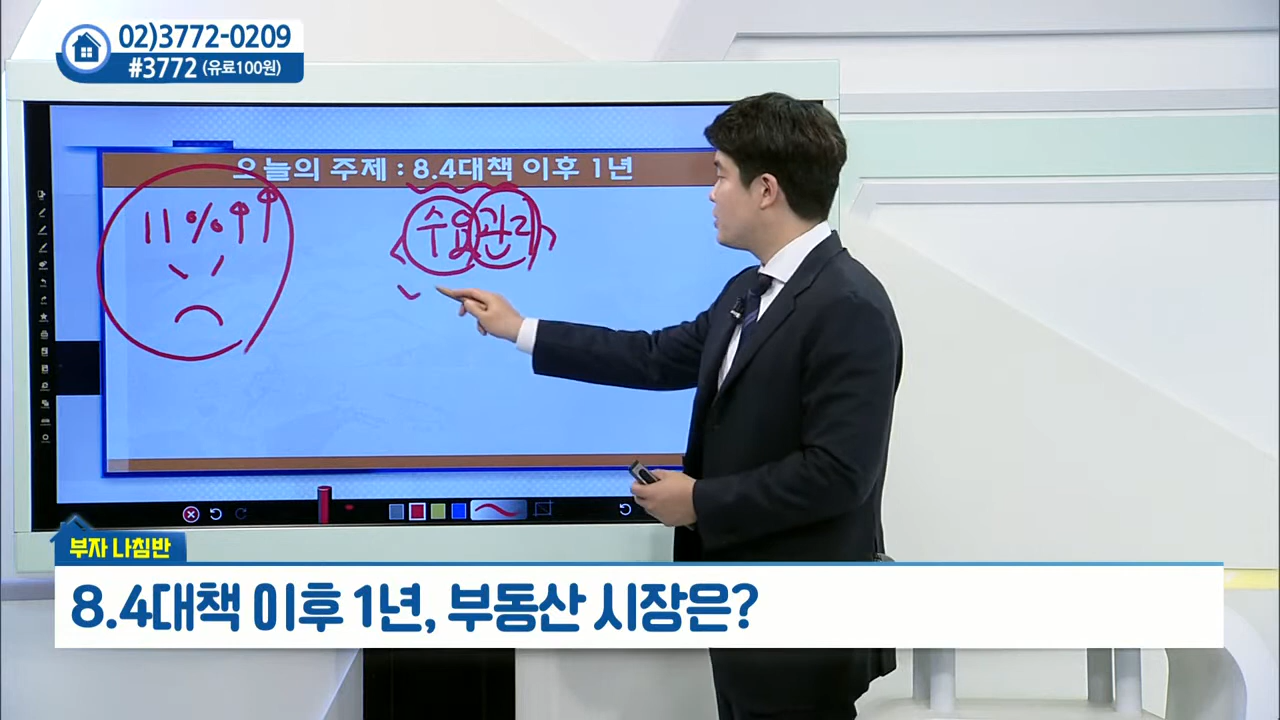 02)3772-0209
#3772 (유료100원)
오늘의 주제 : 8.4대책 이후 1년
11%
수요관리
부자 나침반
8.4대책 이후 1년, 부동산 시장은?